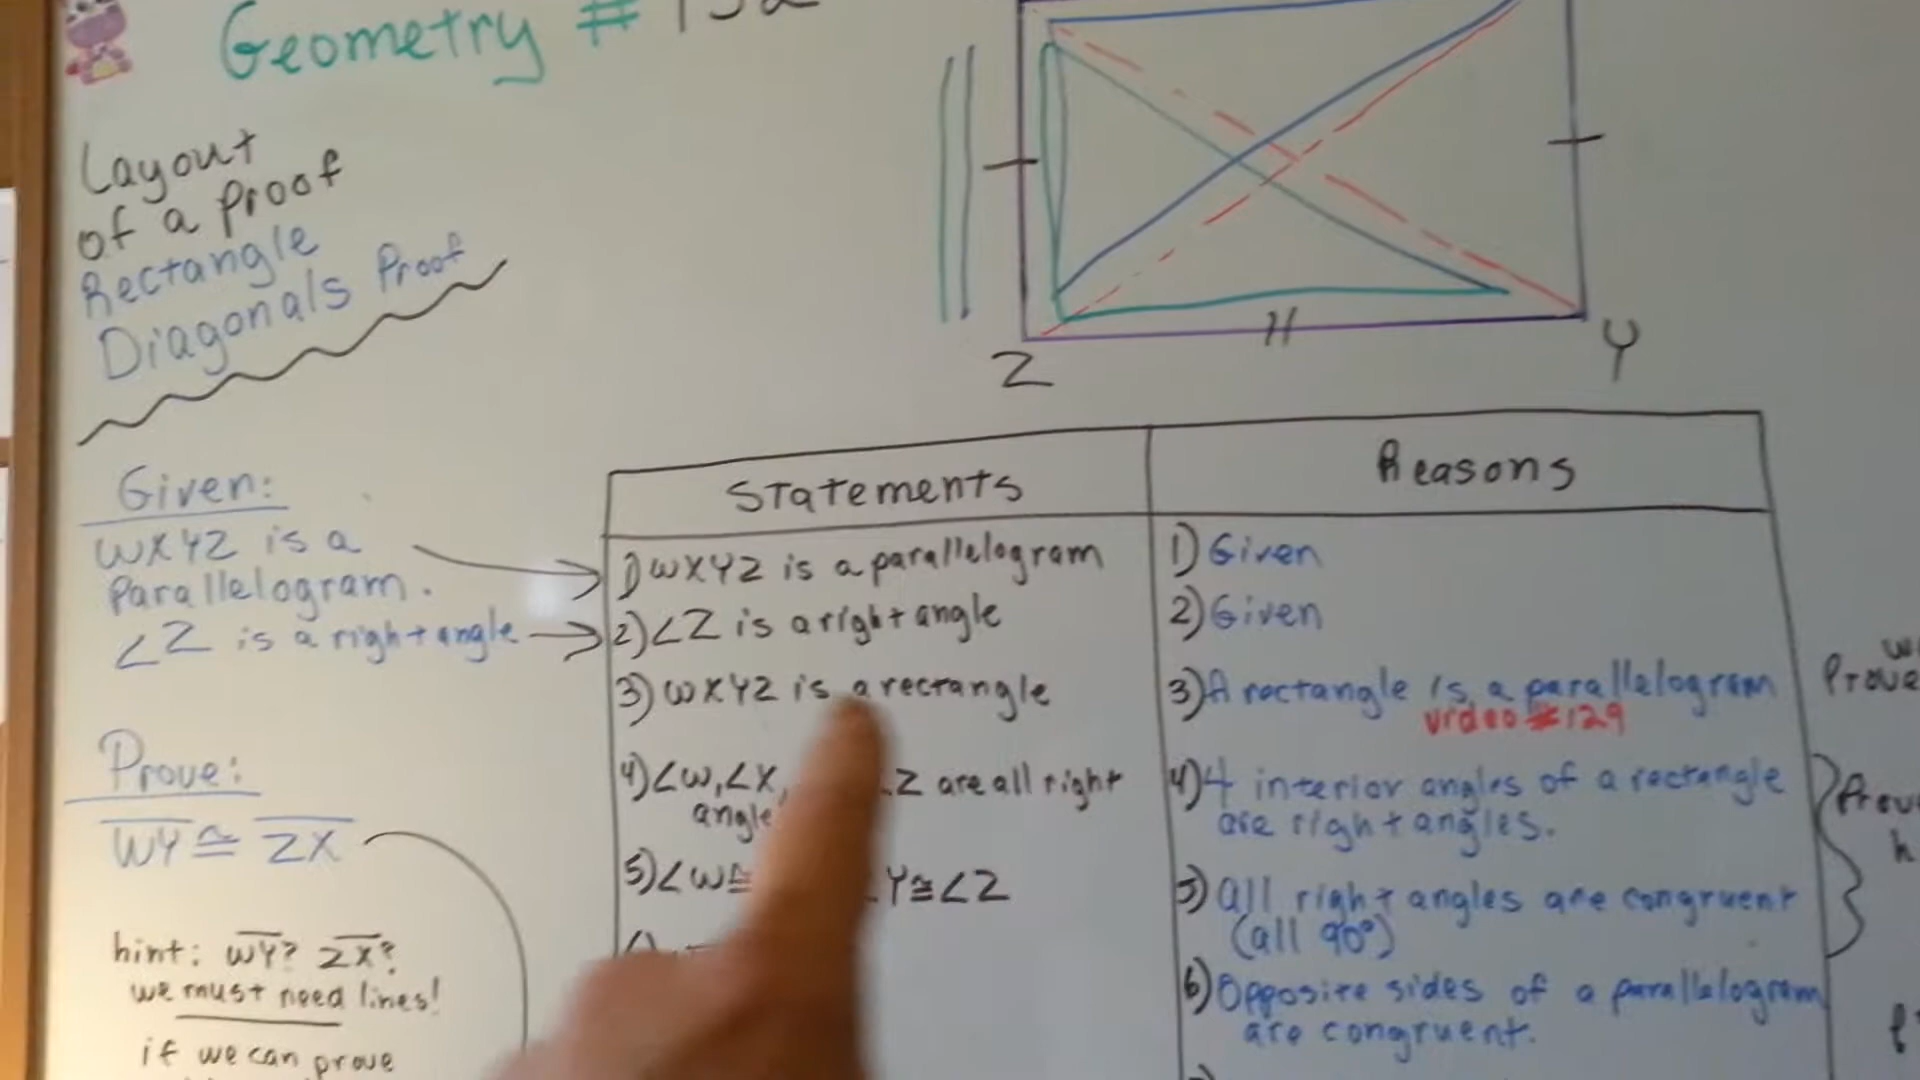 Geometry #
Layout
of a proof
Rectangle
Diagonals Proof
Z
Y
Given:
WXYZ is a
Parallelogram.
∠Z is a right angle
Prove:
WY ≅ ZX
hint: WY? ZX?
we must need lines!
if we can prove
Statements
1) WXYZ is a parallelogram
2) ∠Z is a right angle
3) WXYZ is a rectangle
4) ∠W, ∠X, ∠Z are all right
angle
5) ∠W ≅ ∠Y ≅ ∠Z
Reasons
1) Given
2) Given
3) A rectangle is a parallelogram
video #129
4) 4 interior angles of a rectangle
are right angles.
5) all right angles are congruent
(all 90°)
6) Opposite sides of a parallelogram
are congruent.
Prove